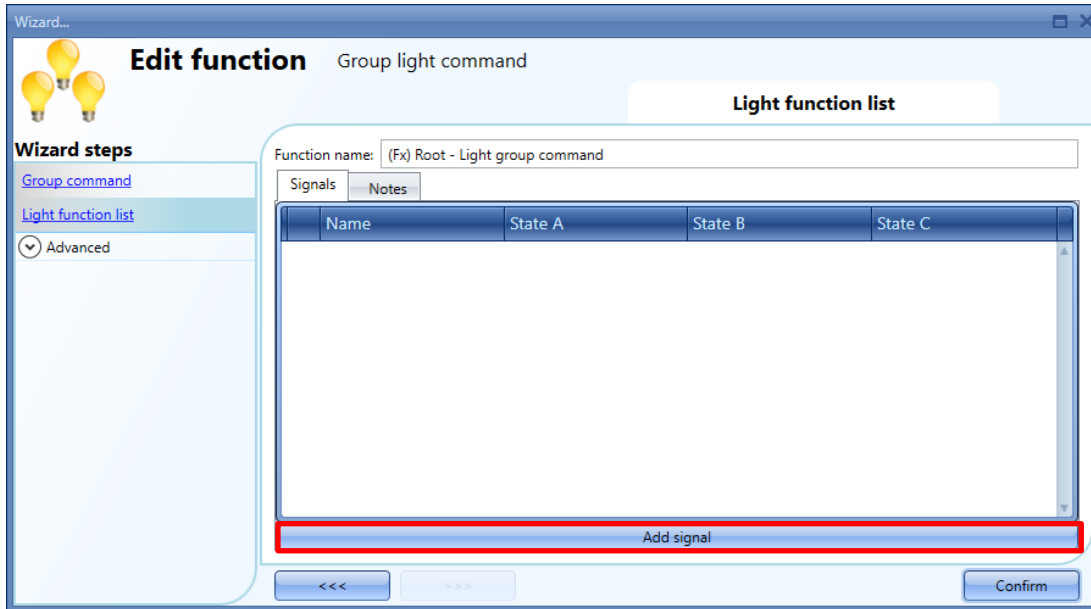 Wizard...
Edit function Group light command
Light function list
Wizard steps
Group command
Light function list
Advanced
Function name: (Fx) Root - Light group command
Signals Notes
Name State A State B State C
Add signal
<<< >>> Confirm